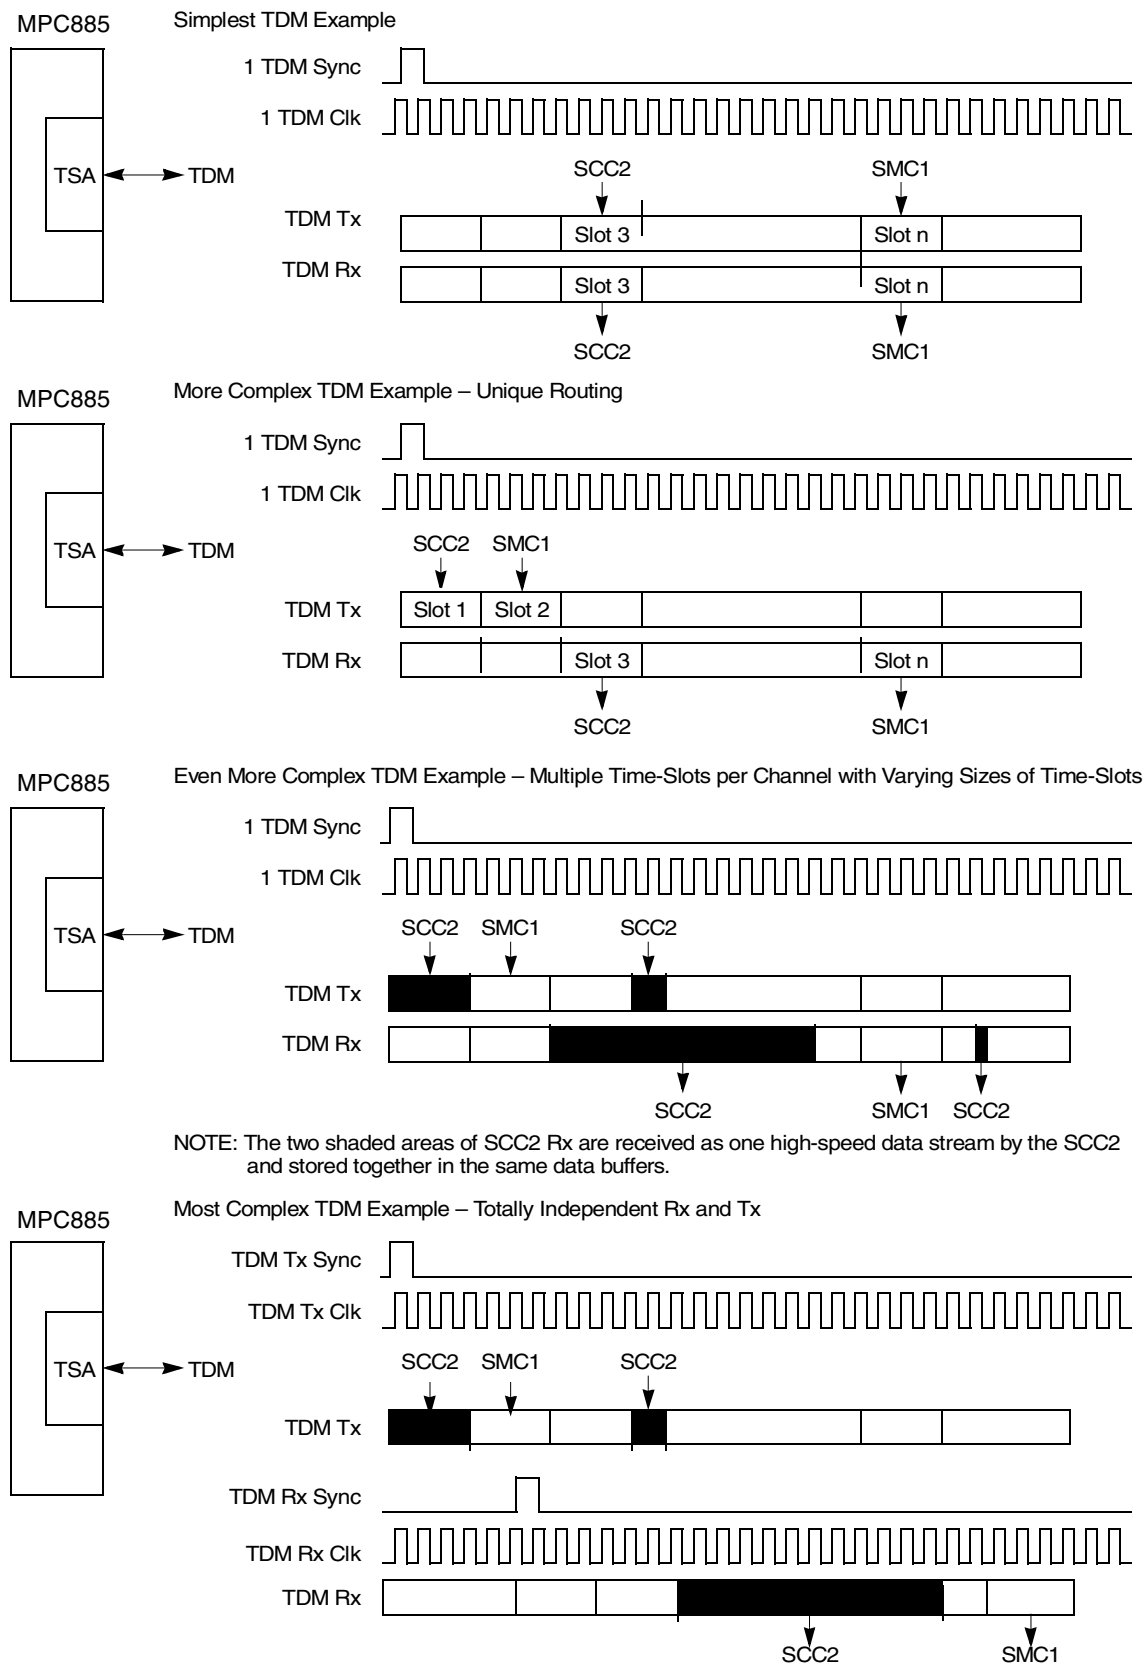 MPC885
Simplest TDM Example
1 TDM Sync
1 TDM Clk
TSA
TDM
SCC2
SMC1
TDM Tx
Slot 3
Slot n
TDM Rx
Slot 3
Slot n
SCC2
SMC1
MPC885
More Complex TDM Example – Unique Routing
1 TDM Sync
1 TDM Clk
TSA
TDM
SCC2
SMC1
TDM Tx
Slot 1
Slot 2
TDM Rx
Slot 3
Slot n
SCC2
SMC1
MPC885
Even More Complex TDM Example – Multiple Time-Slots per Channel with Varying Sizes of Time-Slots
1 TDM Sync
1 TDM Clk
TSA
TDM
SCC2
SMC1
SCC2
TDM Tx
TDM Rx
SCC2
SMC1
SCC2
NOTE: The two shaded areas of SCC2 Rx are received as one high-speed data stream by the SCC2
and stored together in the same data buffers.
MPC885
Most Complex TDM Example – Totally Independent Rx and Tx
TDM Tx Sync
TDM Tx Clk
TSA
TDM
SCC2
SMC1
SCC2
TDM Tx
TDM Rx Sync
TDM Rx Clk
TDM Rx
SCC2
SMC1